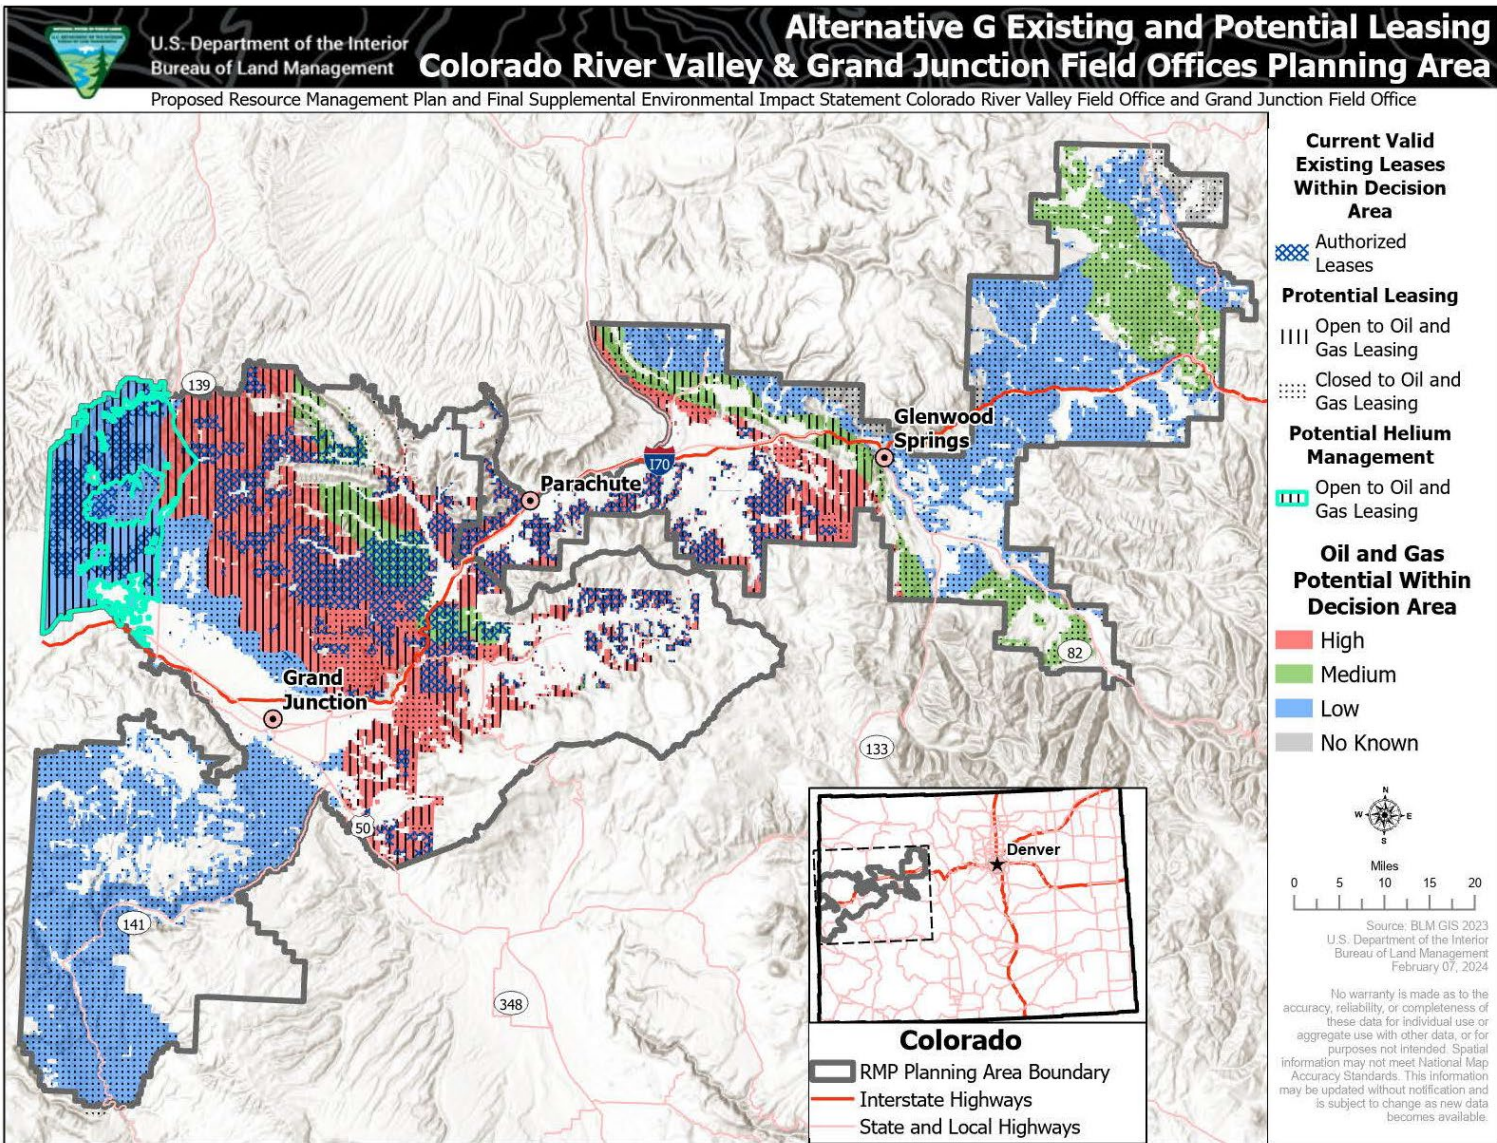 Alternative G Existing and Potential Leasing
U.S. Department of the Interior
Bureau of Land Management
Colorado River Valley & Grand Junction Field Offices Planning Area
Proposed Resource Management Plan and Final Supplemental Environmental Impact Statement Colorado River Valley Field Office and Grand Junction Field Office
139
Glenwood
Springs
I70
Parachute
Grand
Junction
82
133
50
141
348
Denver
Colorado
RMP Planning Area Boundary
Interstate Highways
State and Local Highways
Current Valid
Existing Leases
Within Decision
Area
Authorized
Leases
Protential Leasing
Open to Oil and
Gas Leasing
Closed to Oil and
Gas Leasing
Potential Helium
Management
Open to Oil and
Gas Leasing
Oil and Gas
Potential Within
Decision Area
High
Medium
Low
No Known
N
W E
S
Miles
0 5 10 15 20
Source: BLM GIS 2023
U.S. Department of the Interior
Bureau of Land Management
February 07, 2024
No warranty is made as to the
accuracy, reliability, or completeness of
these data for individual use or
aggregate use with other data, or for
purposes not intended. Spatial
information may not meet National Map
Accuracy Standards. This information
may be updated without notification and
is subject to change as new data
becomes available.